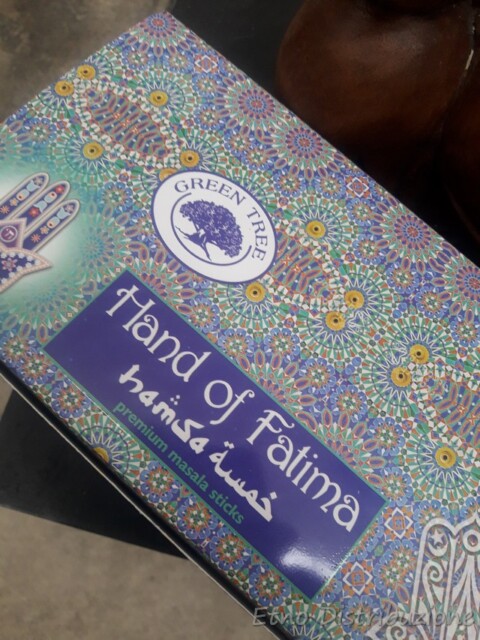 GREEN TREE
Hand of Fatima
hamsa خمسة
premium masala sticks
Etno Distribuzione